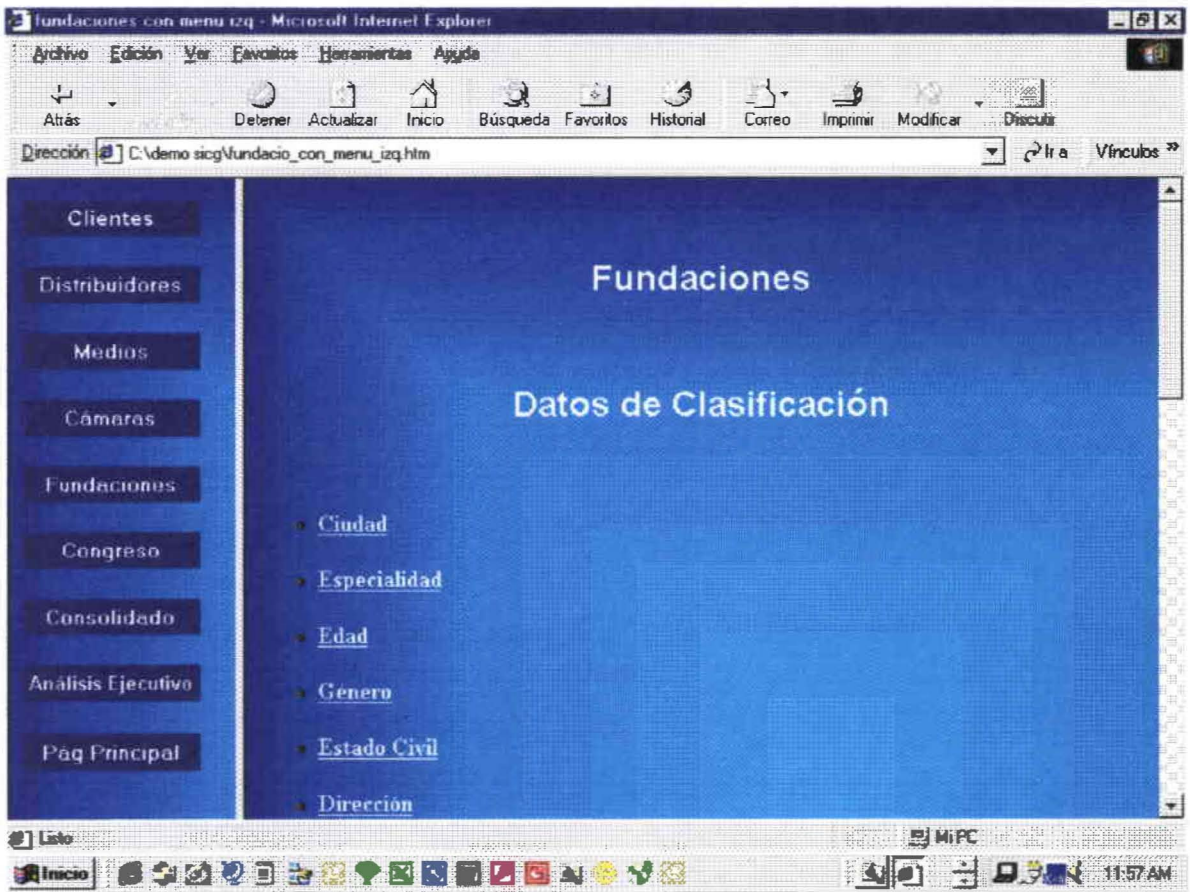 fundaciones con menu izq - Microsoft Internet Explorer
Archivo Edición Ver Favoritos Herramientas Ayuda
Atrás Detener Actualizar Inicio Búsqueda Favoritos Historial Correo Imprimir Modificar Discutir
Dirección C:\demo sicg\fundacio_con_menu_izq.htm Ir a Vínculos »
Clientes
Distribuidores
Medios
Cámaras
Fundaciones
Congreso
Consolidado
Análisis Ejecutivo
Pág Principal
Fundaciones
Datos de Clasificación
Ciudad
Especialidad
Edad
Género
Estado Civil
Dirección
Listo Mi PC
Inicio 11:57 AM